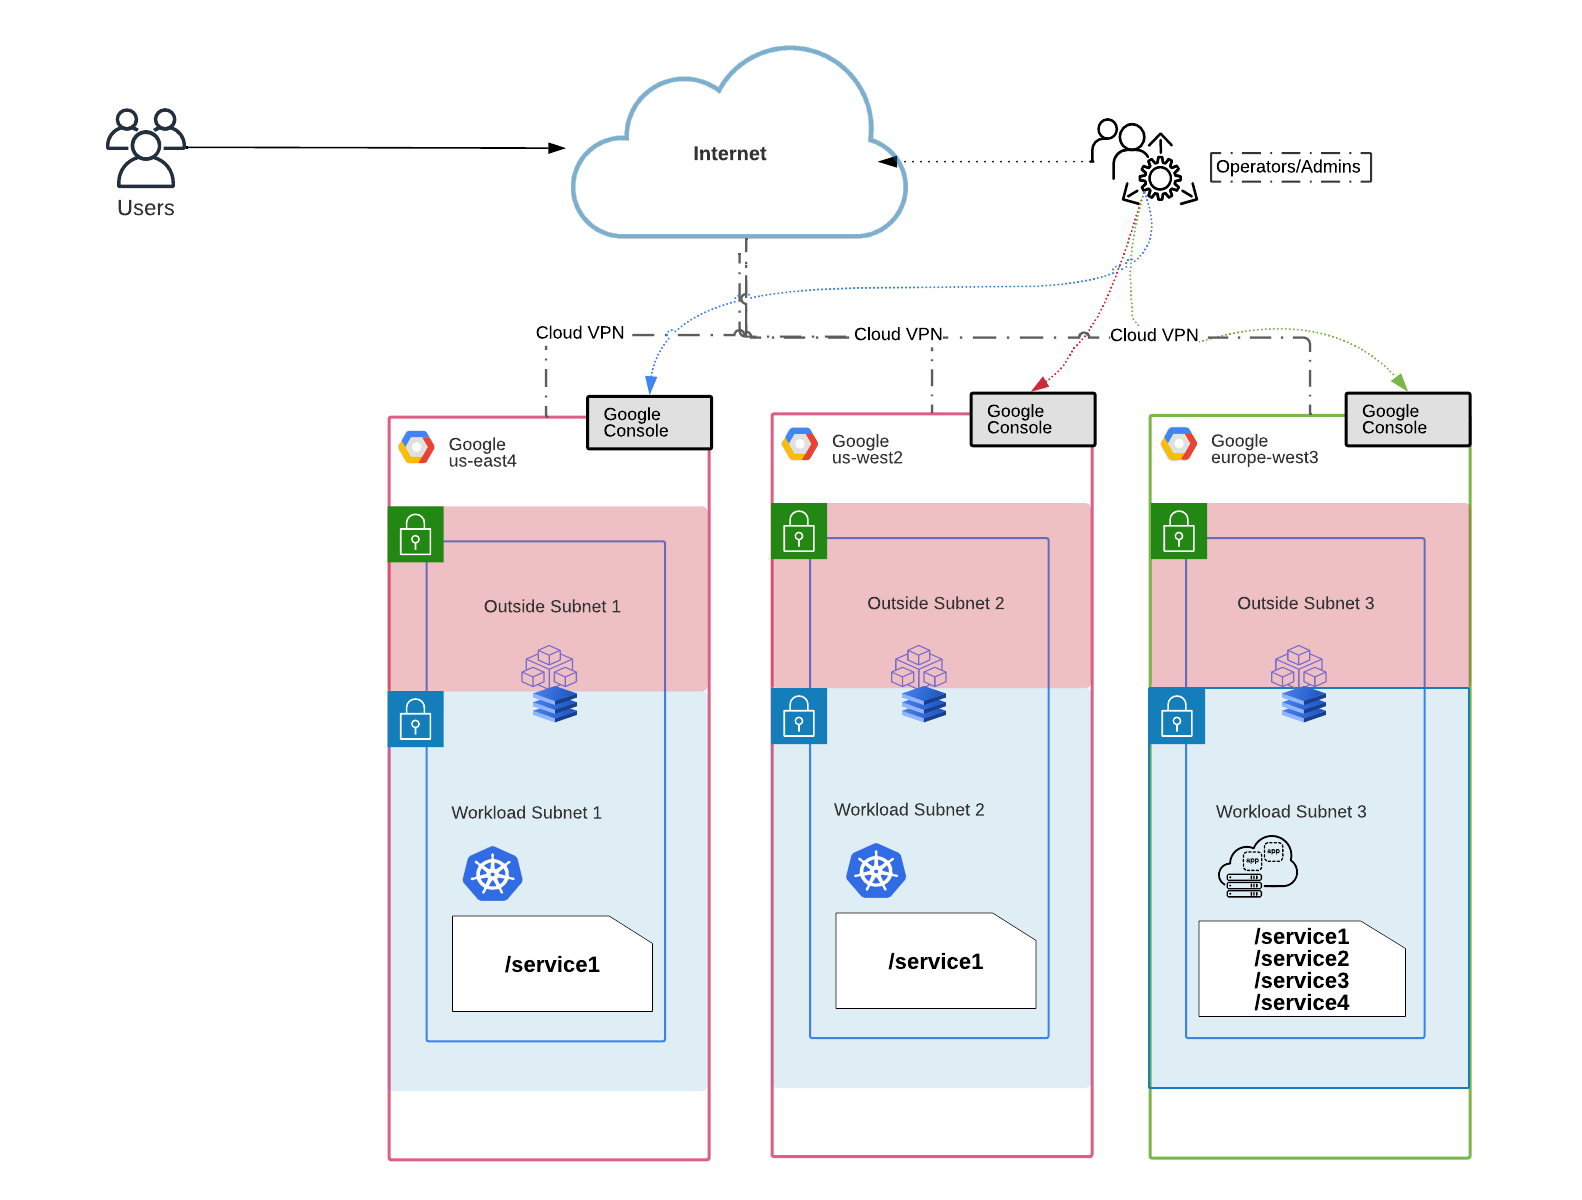 Internet
Users
Operators/Admins
Cloud VPN
Cloud VPN
Cloud VPN
Google
Console
Google
us-east4
Google
Console
Google
us-west2
Google
Console
Google
europe-west3
Outside Subnet 1
Outside Subnet 2
Outside Subnet 3
Workload Subnet 1
Workload Subnet 2
Workload Subnet 3
app
app
/service1
/service1
/service1
/service2
/service3
/service4